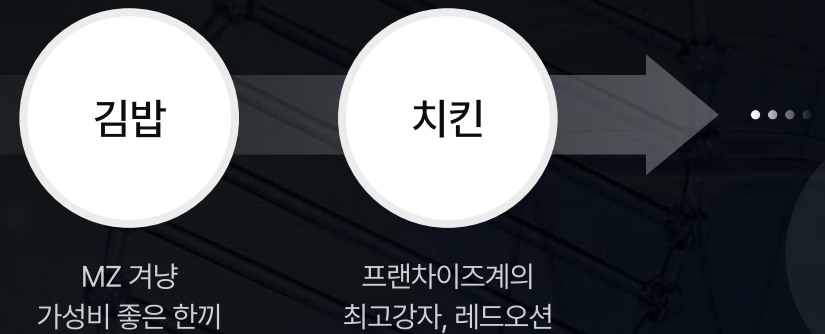 김밥
치킨
MZ 겨냥
가성비 좋은 한끼
프랜차이즈계의
최고강자, 레드오션